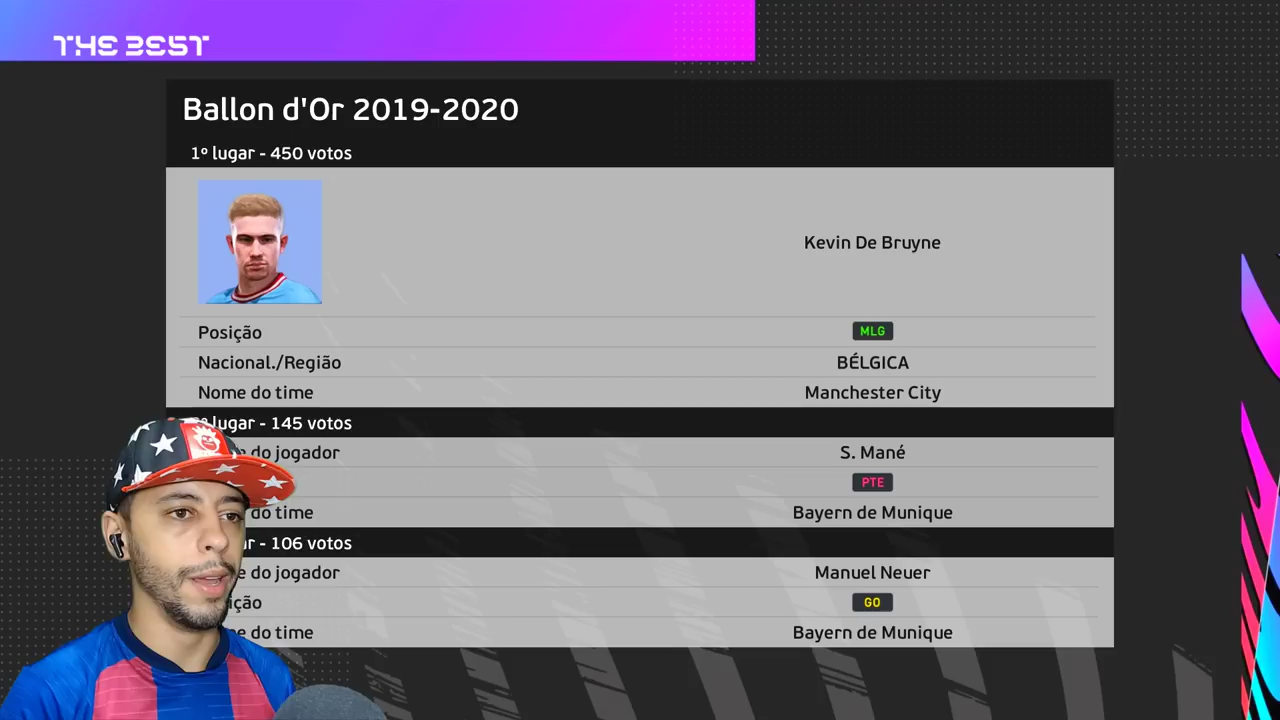 THE BEST
Ballon d'Or 2019-2020
1º lugar - 450 votos
Kevin De Bruyne
Posição MLG
Nacional./Região BÉLGICA
Nome do time Manchester City
lugar - 145 votos
do jogador S. Mané
PTE
do time Bayern de Munique
- 106 votos
do jogador Manuel Neuer
GO
do time Bayern de Munique